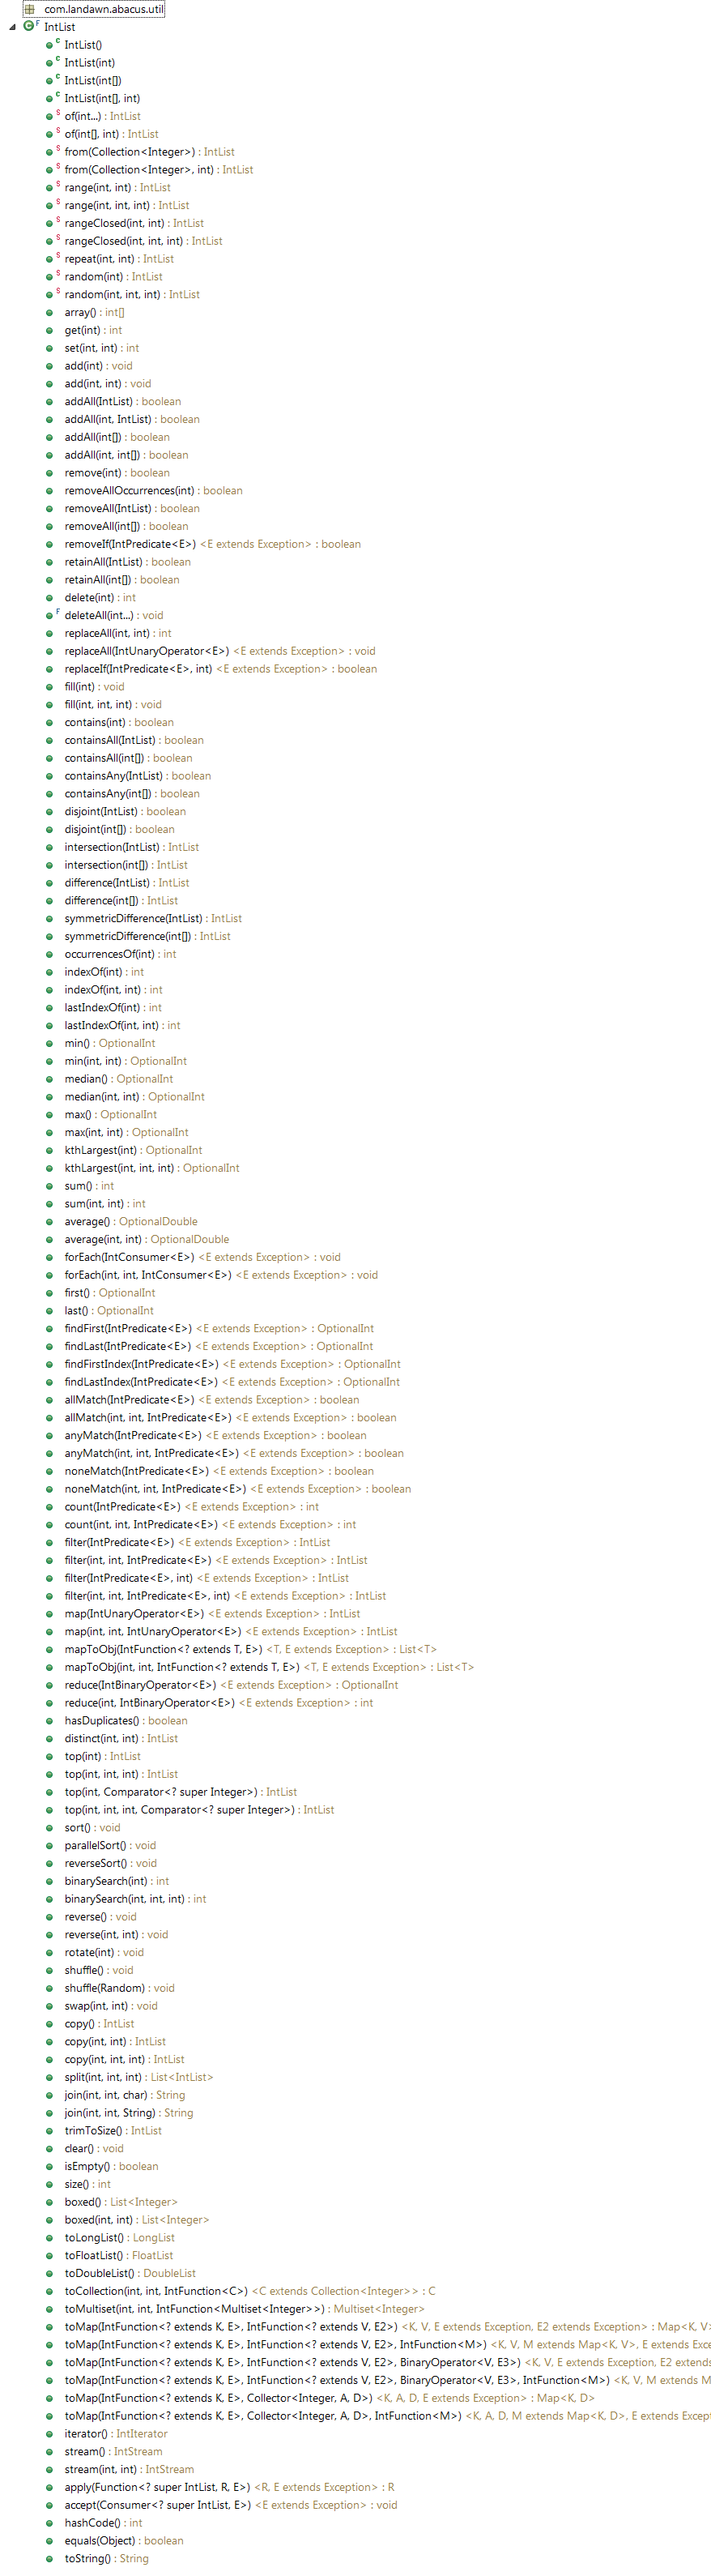 com.landawn.abacus.util
IntList
IntList()
IntList(int)
IntList(int[])
IntList(int[], int)
of(int...) : IntList
of(int[], int) : IntList
from(Collection<Integer>) : IntList
from(Collection<Integer>, int) : IntList
range(int, int) : IntList
range(int, int, int) : IntList
rangeClosed(int, int) : IntList
rangeClosed(int, int, int) : IntList
repeat(int, int) : IntList
random(int) : IntList
random(int, int, int) : IntList
array() : int[]
get(int) : int
set(int, int) : int
add(int) : void
add(int, int) : void
addAll(IntList) : boolean
addAll(int, IntList) : boolean
addAll(int[]) : boolean
addAll(int, int[]) : boolean
remove(int) : boolean
removeAllOccurrences(int) : boolean
removeAll(IntList) : boolean
removeAll(int[]) : boolean
removeIf(IntPredicate<E>) <E extends Exception> : boolean
retainAll(IntList) : boolean
retainAll(int[]) : boolean
delete(int) : int
deleteAll(int...) : void
replaceAll(int, int) : int
replaceAll(IntUnaryOperator<E>) <E extends Exception> : void
replaceIf(IntPredicate<E>, int) <E extends Exception> : boolean
fill(int) : void
fill(int, int, int) : void
contains(int) : boolean
containsAll(IntList) : boolean
containsAll(int[]) : boolean
containsAny(IntList) : boolean
containsAny(int[]) : boolean
disjoint(IntList) : boolean
disjoint(int[]) : boolean
intersection(IntList) : IntList
intersection(int[]) : IntList
difference(IntList) : IntList
difference(int[]) : IntList
symmetricDifference(IntList) : IntList
symmetricDifference(int[]) : IntList
occurrencesOf(int) : int
indexOf(int) : int
indexOf(int, int) : int
lastIndexOf(int) : int
lastIndexOf(int, int) : int
min() : OptionalInt
min(int, int) : OptionalInt
median() : OptionalInt
median(int, int) : OptionalInt
max() : OptionalInt
max(int, int) : OptionalInt
kthLargest(int) : OptionalInt
kthLargest(int, int, int) : OptionalInt
sum() : int
sum(int, int) : int
average() : OptionalDouble
average(int, int) : OptionalDouble
forEach(IntConsumer<E>) <E extends Exception> : void
forEach(int, int, IntConsumer<E>) <E extends Exception> : void
first() : OptionalInt
last() : OptionalInt
findFirst(IntPredicate<E>) <E extends Exception> : OptionalInt
findLast(IntPredicate<E>) <E extends Exception> : OptionalInt
findFirstIndex(IntPredicate<E>) <E extends Exception> : OptionalInt
findLastIndex(IntPredicate<E>) <E extends Exception> : OptionalInt
allMatch(IntPredicate<E>) <E extends Exception> : boolean
allMatch(int, int, IntPredicate<E>) <E extends Exception> : boolean
anyMatch(IntPredicate<E>) <E extends Exception> : boolean
anyMatch(int, int, IntPredicate<E>) <E extends Exception> : boolean
noneMatch(IntPredicate<E>) <E extends Exception> : boolean
noneMatch(int, int, IntPredicate<E>) <E extends Exception> : boolean
count(IntPredicate<E>) <E extends Exception> : int
count(int, int, IntPredicate<E>) <E extends Exception> : int
filter(IntPredicate<E>) <E extends Exception> : IntList
filter(int, int, IntPredicate<E>) <E extends Exception> : IntList
filter(IntPredicate<E>, int) <E extends Exception> : IntList
filter(int, int, IntPredicate<E>, int) <E extends Exception> : IntList
map(IntUnaryOperator<E>) <E extends Exception> : IntList
map(int, int, IntUnaryOperator<E>) <E extends Exception> : IntList
mapToObj(IntFunction<? extends T, E>) <T, E extends Exception> : List<T>
mapToObj(int, int, IntFunction<? extends T, E>) <T, E extends Exception> : List<T>
reduce(IntBinaryOperator<E>) <E extends Exception> : OptionalInt
reduce(int, IntBinaryOperator<E>) <E extends Exception> : int
hasDuplicates() : boolean
distinct(int, int) : IntList
top(int) : IntList
top(int, int, int) : IntList
top(int, Comparator<? super Integer>) : IntList
top(int, int, int, Comparator<? super Integer>) : IntList
sort() : void
parallelSort() : void
reverseSort() : void
binarySearch(int) : int
binarySearch(int, int, int) : int
reverse() : void
reverse(int, int) : void
rotate(int) : void
shuffle() : void
shuffle(Random) : void
swap(int, int) : void
copy() : IntList
copy(int, int) : IntList
copy(int, int, int) : IntList
split(int, int, int) : List<IntList>
join(int, int, char) : String
join(int, int, String) : String
trimToSize() : IntList
clear() : void
isEmpty() : boolean
size() : int
boxed() : List<Integer>
boxed(int, int) : List<Integer>
toLongList() : LongList
toFloatList() : FloatList
toDoubleList() : DoubleList
toCollection(int, int, IntFunction<C>) <C extends Collection<Integer>> : C
toMultiset(int, int, IntFunction<Multiset<Integer>>) : Multiset<Integer>
toMap(IntFunction<? extends K, E>, IntFunction<? extends V, E2>) <K, V, E extends Exception, E2 extends Exception> : Map<K, V>
toMap(IntFunction<? extends K, E>, IntFunction<? extends V, E2>, IntFunction<M>) <K, V, M extends Map<K, V>, E extends Exce
toMap(IntFunction<? extends K, E>, IntFunction<? extends V, E2>, BinaryOperator<V, E3>) <K, V, E extends Exception, E2 extends
toMap(IntFunction<? extends K, E>, IntFunction<? extends V, E2>, BinaryOperator<V, E3>, IntFunction<M>) <K, V, M extends M
toMap(IntFunction<? extends K, E>, Collector<Integer, A, D>) <K, A, D, E extends Exception> : Map<K, D>
toMap(IntFunction<? extends K, E>, Collector<Integer, A, D>, IntFunction<M>) <K, A, D, M extends Map<K, D>, E extends Except
iterator() : IntIterator
stream() : IntStream
stream(int, int) : IntStream
apply(Function<? super IntList, R, E>) <R, E extends Exception> : R
accept(Consumer<? super IntList, E>) <E extends Exception> : void
hashCode() : int
equals(Object) : boolean
toString() : String